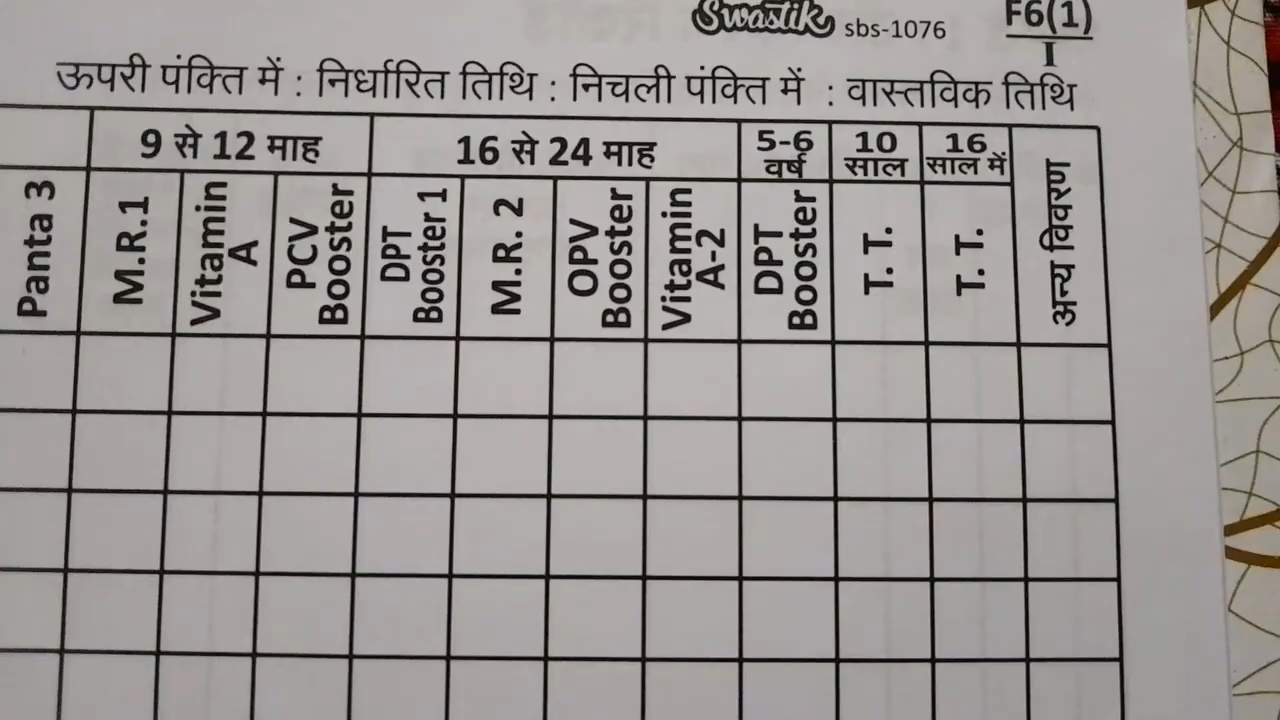 Swastik sbs-1076 F6(1)
I
ऊपरी पंक्ति में : निर्धारित तिथि : निचली पंक्ति में : वास्तविक तिथि
9 से 12 माह 16 से 24 माह 5-6 वर्ष 10 साल 16 साल में अन्य विवरण
Panta 3
M.R.1
Vitamin A
PCV Booster
DPT Booster 1
M.R. 2
OPV Booster
Vitamin A-2
DPT Booster
T. T.
T. T.